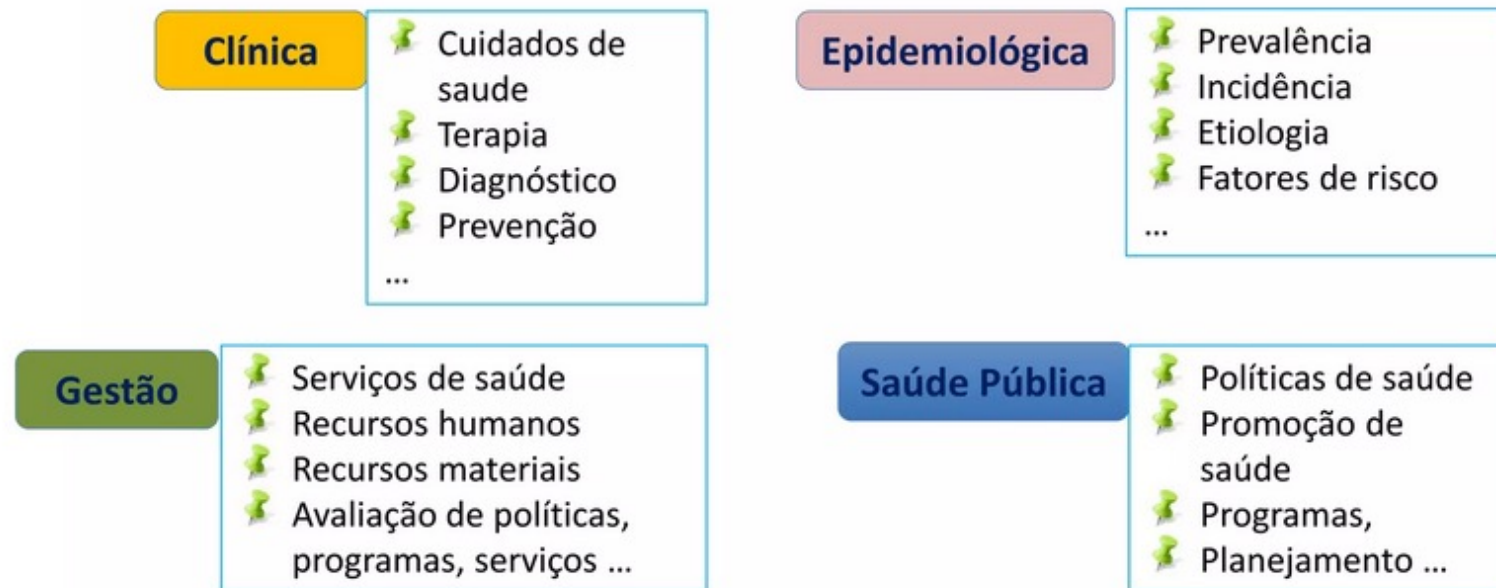 Clínica
Cuidados de
saude
Terapia
Diagnóstico
Prevenção
...
Epidemiológica
Prevalência
Incidência
Etiologia
Fatores de risco
...
Gestão
Serviços de saúde
Recursos humanos
Recursos materiais
Avaliação de políticas,
programas, serviços ...
Saúde Pública
Políticas de saúde
Promoção de
saúde
Programas,
Planejamento ...